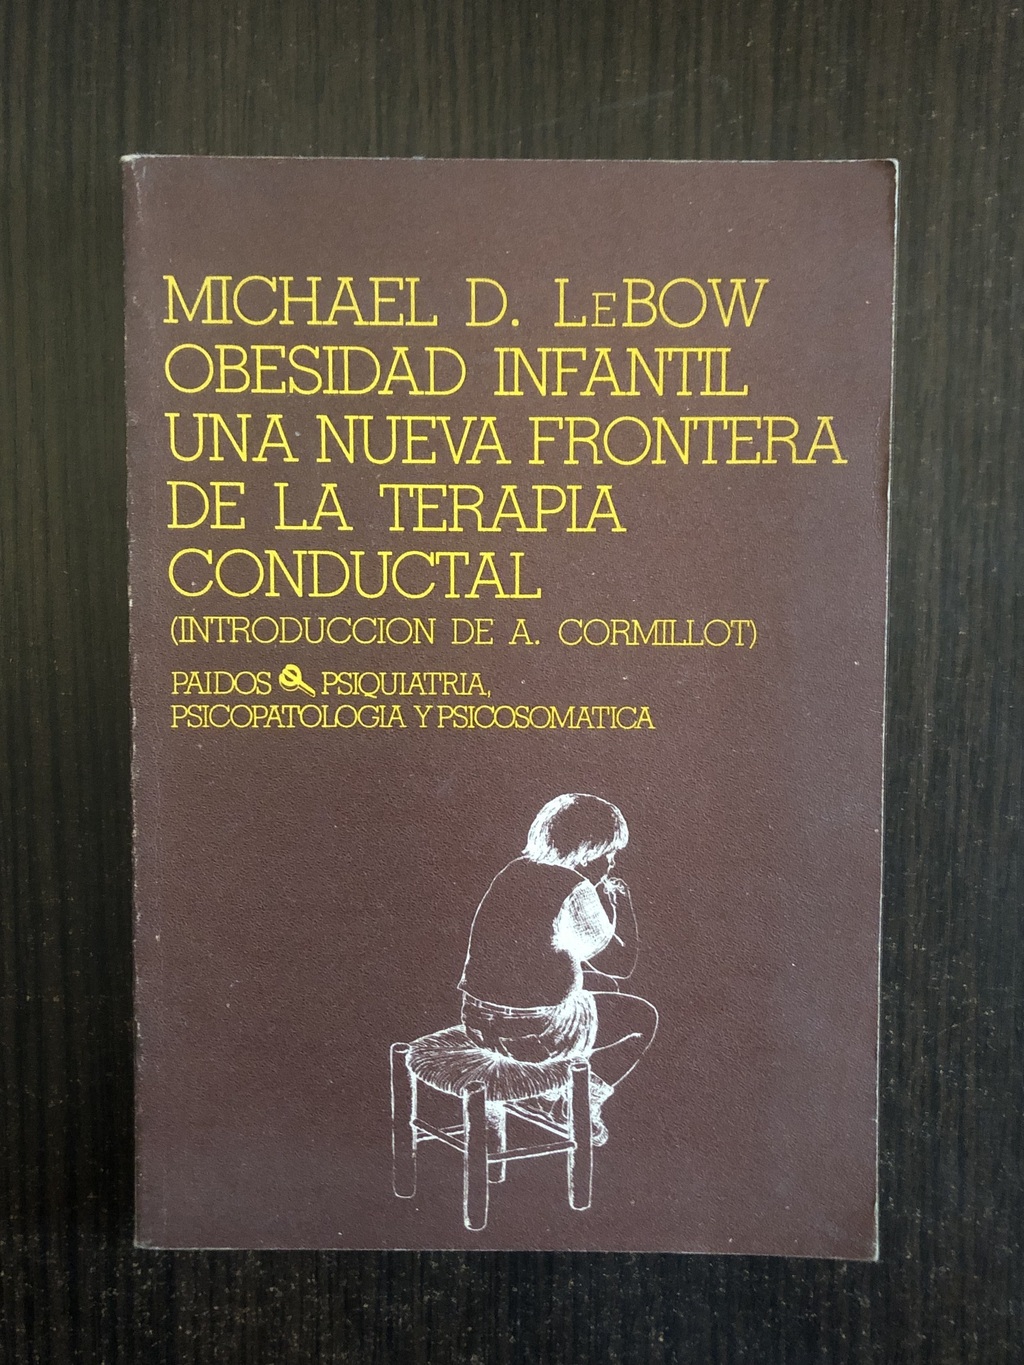 MICHAEL D. LeBOW
OBESIDAD INFANTIL
UNA NUEVA FRONTERA
DE LA TERAPIA
CONDUCTAL
(INTRODUCCION DE A. CORMILLOT)
PAIDOS PSIQUIATRIA,
PSICOPATOLOGIA Y PSICOSOMATICA